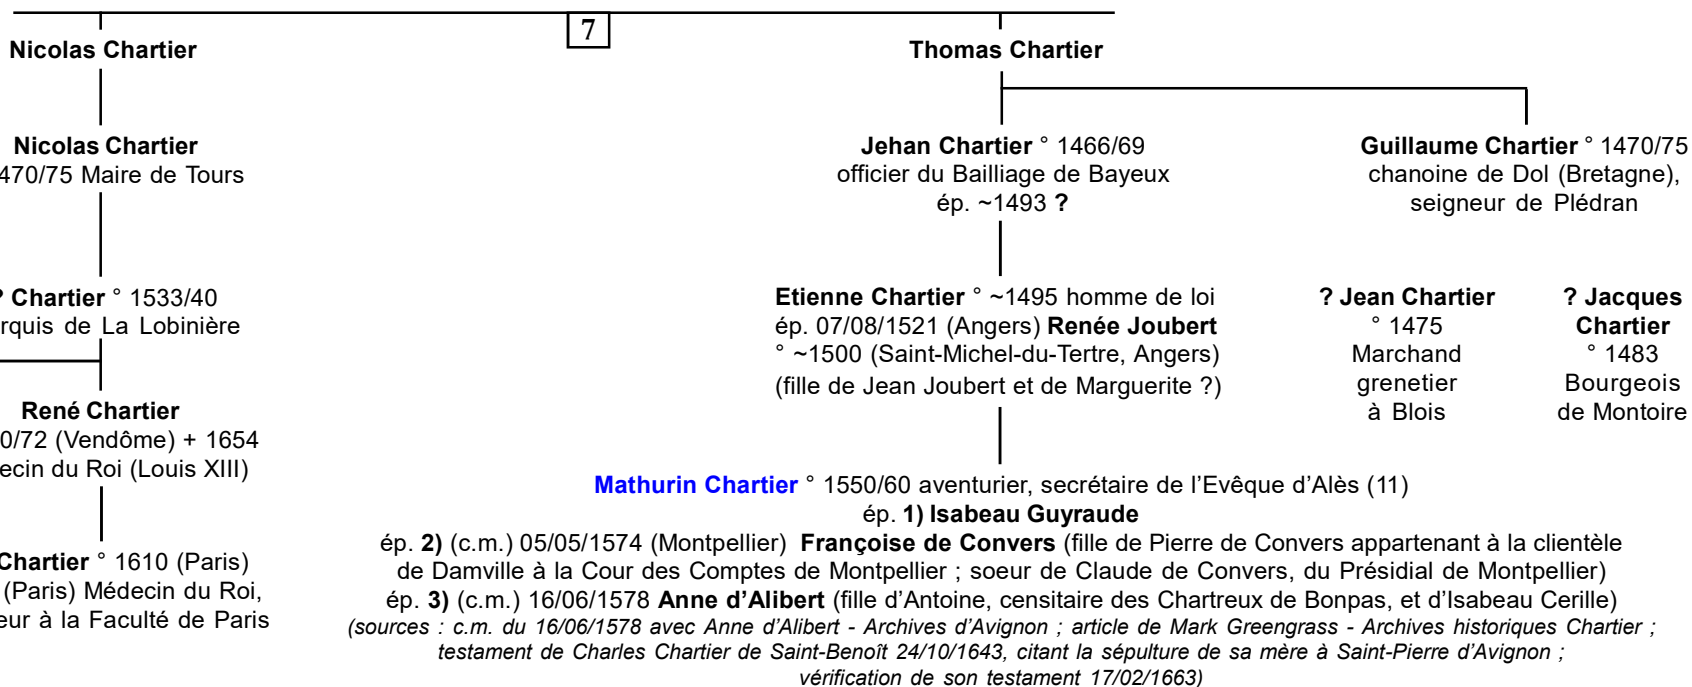 7
Nicolas Chartier
Thomas Chartier
Nicolas Chartier
470/75 Maire de Tours
Jehan Chartier ° 1466/69
officier du Bailliage de Bayeux
ép. ~1493 ?
Guillaume Chartier ° 1470/75
chanoine de Dol (Bretagne),
seigneur de Plédran
? Chartier ° 1533/40
rquis de La Lobinière
Etienne Chartier ° ~1495 homme de loi
ép. 07/08/1521 (Angers) Renée Joubert
° ~1500 (Saint-Michel-du-Tertre, Angers)
(fille de Jean Joubert et de Marguerite ?)
? Jean Chartier
° 1475
Marchand
grenetier
à Blois
? Jacques
Chartier
° 1483
Bourgeois
de Montoire
René Chartier
0/72 (Vendôme) + 1654
ecin du Roi (Louis XIII)
Chartier ° 1610 (Paris)
(Paris) Médecin du Roi,
eur à la Faculté de Paris
Mathurin Chartier ° 1550/60 aventurier, secrétaire de l'Evêque d'Alès (11)
ép. 1) Isabeau Guyraude
ép. 2) (c.m.) 05/05/1574 (Montpellier) Françoise de Convers (fille de Pierre de Convers appartenant à la clientèle
de Damville à la Cour des Comptes de Montpellier ; soeur de Claude de Convers, du Présidial de Montpellier)
ép. 3) (c.m.) 16/06/1578 Anne d'Alibert (fille d'Antoine, censitaire des Chartreux de Bonpas, et d'Isabeau Cerille)
(sources : c.m. du 16/06/1578 avec Anne d'Alibert - Archives d'Avignon ; article de Mark Greengrass - Archives historiques Chartier ;
testament de Charles Chartier de Saint-Benoît 24/10/1643, citant la sépulture de sa mère à Saint-Pierre d'Avignon ;
vérification de son testament 17/02/1663)